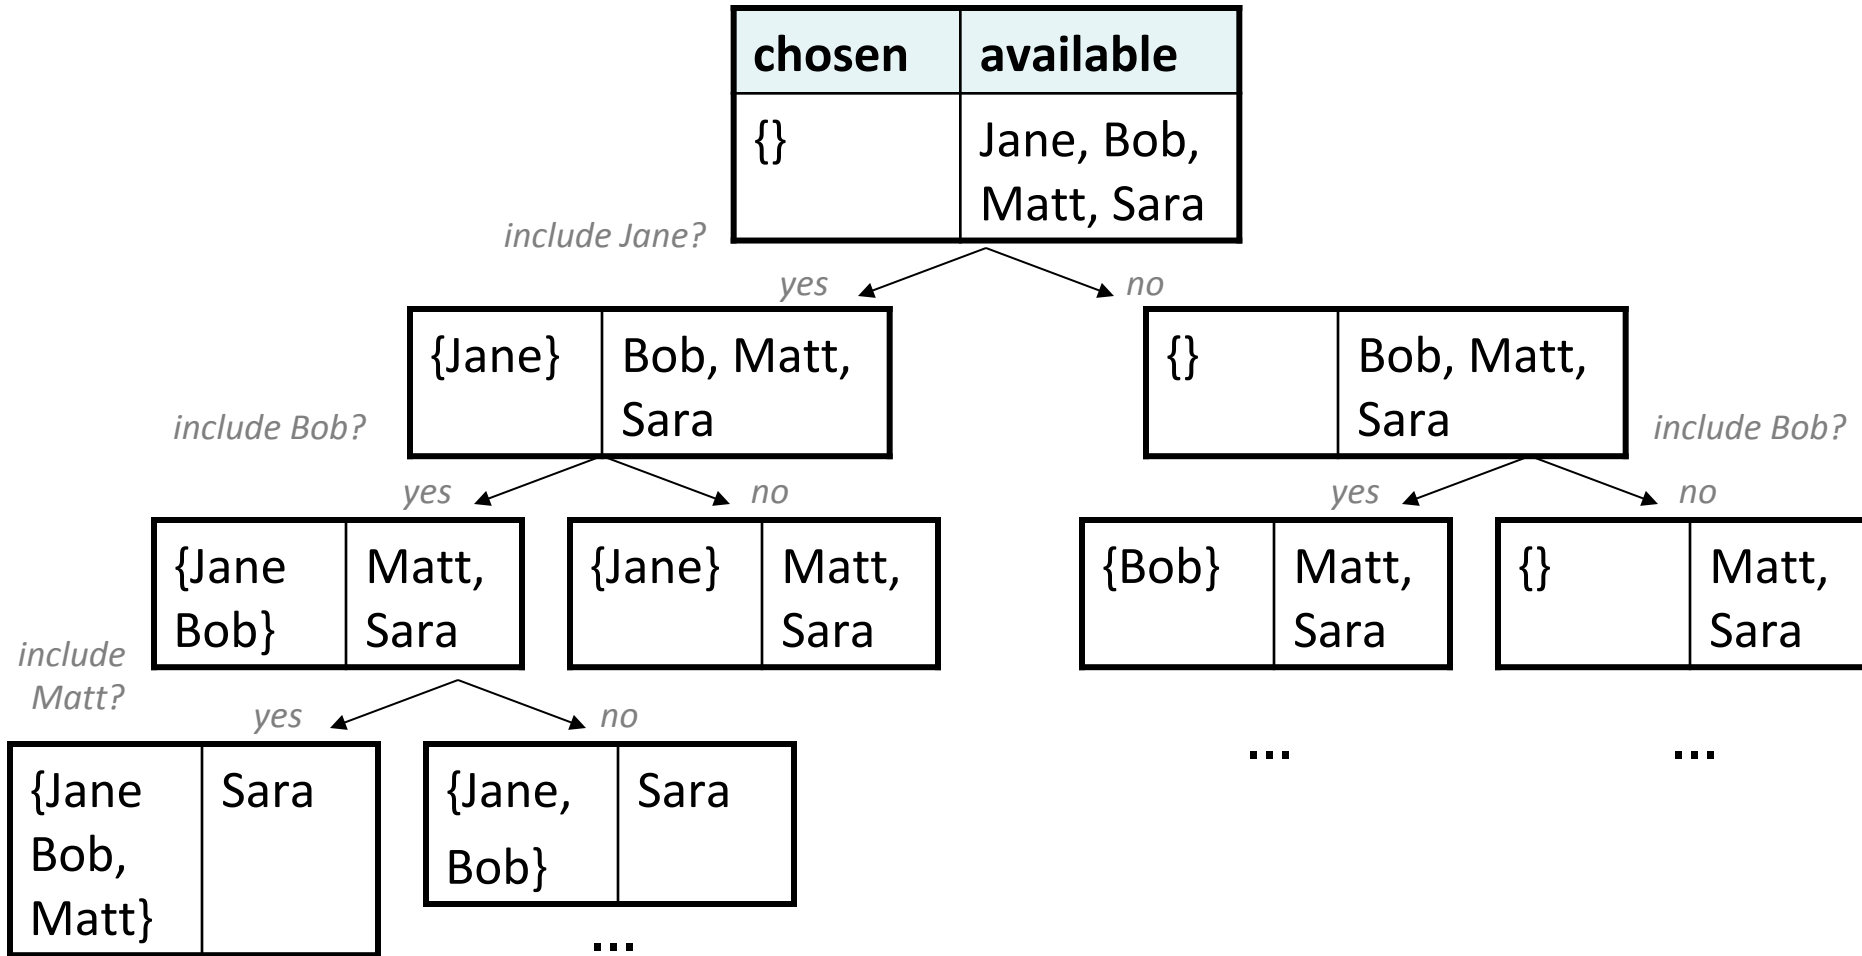 chosen available
{} Jane, Bob,
Matt, Sara
include Jane?
yes no
{Jane} Bob, Matt,
Sara
{} Bob, Matt,
Sara
include Bob?
include Bob?
yes no
yes no
{Jane
Bob}
Matt,
Sara
{Jane} Matt,
Sara
{Bob} Matt,
Sara
{} Matt,
Sara
include
Matt?
yes no
{Jane
Bob,
Matt}
Sara
{Jane,
Bob}
Sara
...
...
...